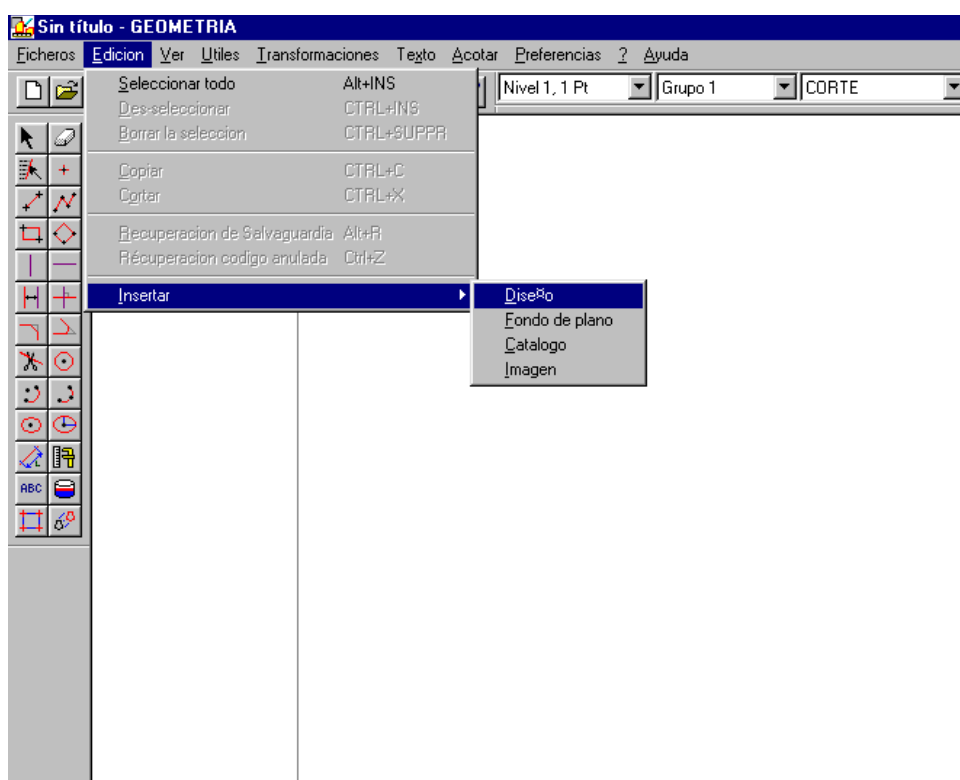 Sin título - GEOMETRIA
Ficheros Edicion Ver Utiles Transformaciones Texto Acotar Preferencias ? Ayuda
Nivel 1, 1 Pt Grupo 1 CORTE
Seleccionar todo Alt+INS
Des-seleccionar CTRL+INS
Borrar la seleccion CTRL+SUPPR
Copiar CTRL+C
Cortar CTRL+X
Recuperacion de Salvaguardia Alt+R
Récuperacion codigo anulada Ctrl+Z
Insertar
Dise¤o
Fondo de plano
Catalogo
Imagen
ABC